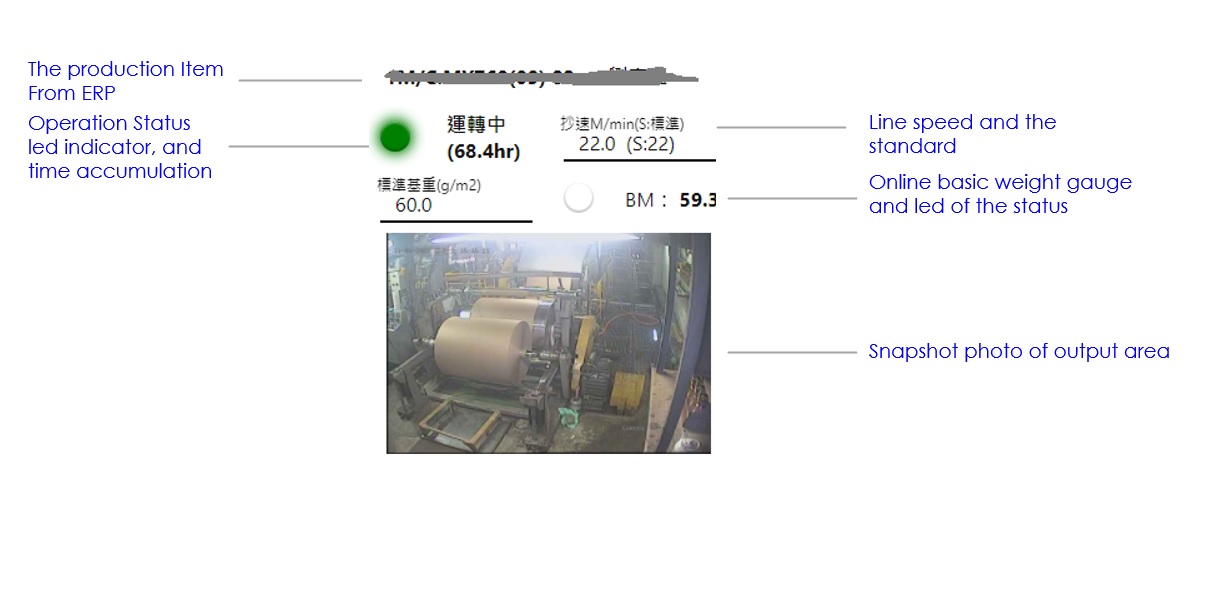 The production Item
From ERP
Operation Status
led indicator, and
time accumulation
運轉中
(68.4hr)
抄速M/min(S:標準)
22.0 (S:22)
標準基重(g/m2)
60.0
BM： 59.3
Line speed and the
standard
Online basic weight gauge
and led of the status
Snapshot photo of output area